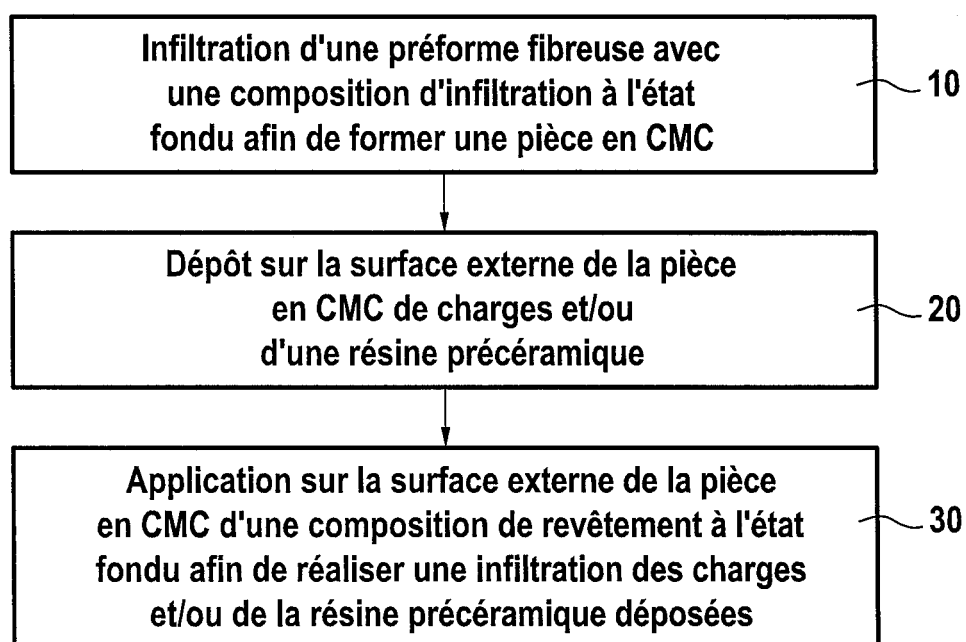 Infiltration d'une préforme fibreuse avec
une composition d'infiltration à l'état
fondu afin de former une pièce en CMC
10
Dépôt sur la surface externe de la pièce
en CMC de charges et/ou
d'une résine précéramique
20
Application sur la surface externe de la pièce
en CMC d'une composition de revêtement à l'état
fondu afin de réaliser une infiltration des charges
et/ou de la résine précéramique déposées
30